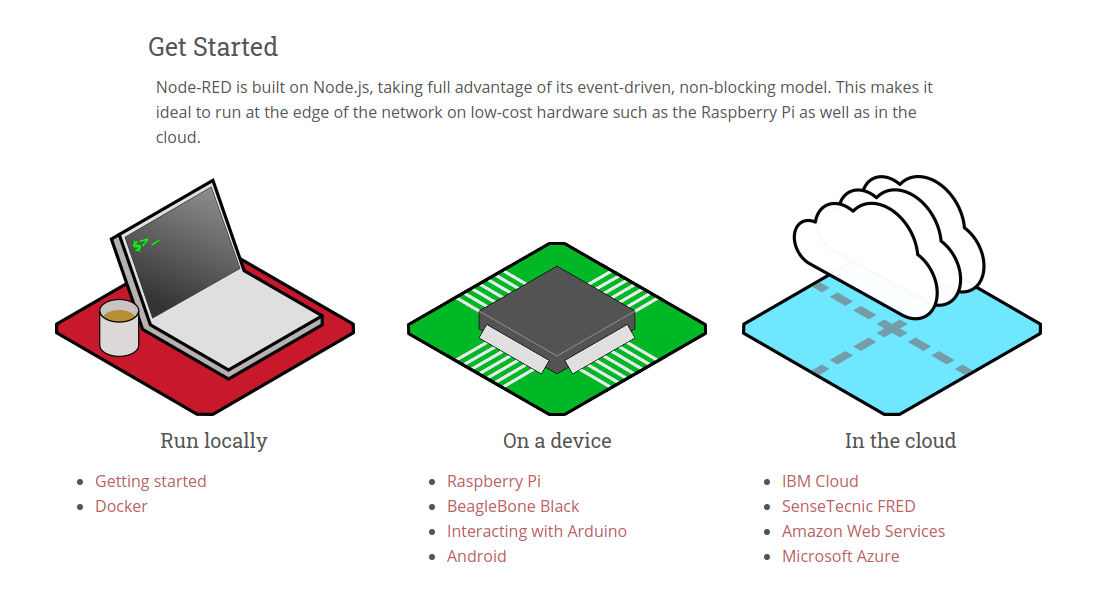 Get Started
Node-RED is built on Node.js, taking full advantage of its event-driven, non-blocking model. This makes it
ideal to run at the edge of the network on low-cost hardware such as the Raspberry Pi as well as in the
cloud.
$>_
Run locally
Getting started
Docker
On a device
Raspberry Pi
BeagleBone Black
Interacting with Arduino
Android
In the cloud
IBM Cloud
SenseTecnic FRED
Amazon Web Services
Microsoft Azure